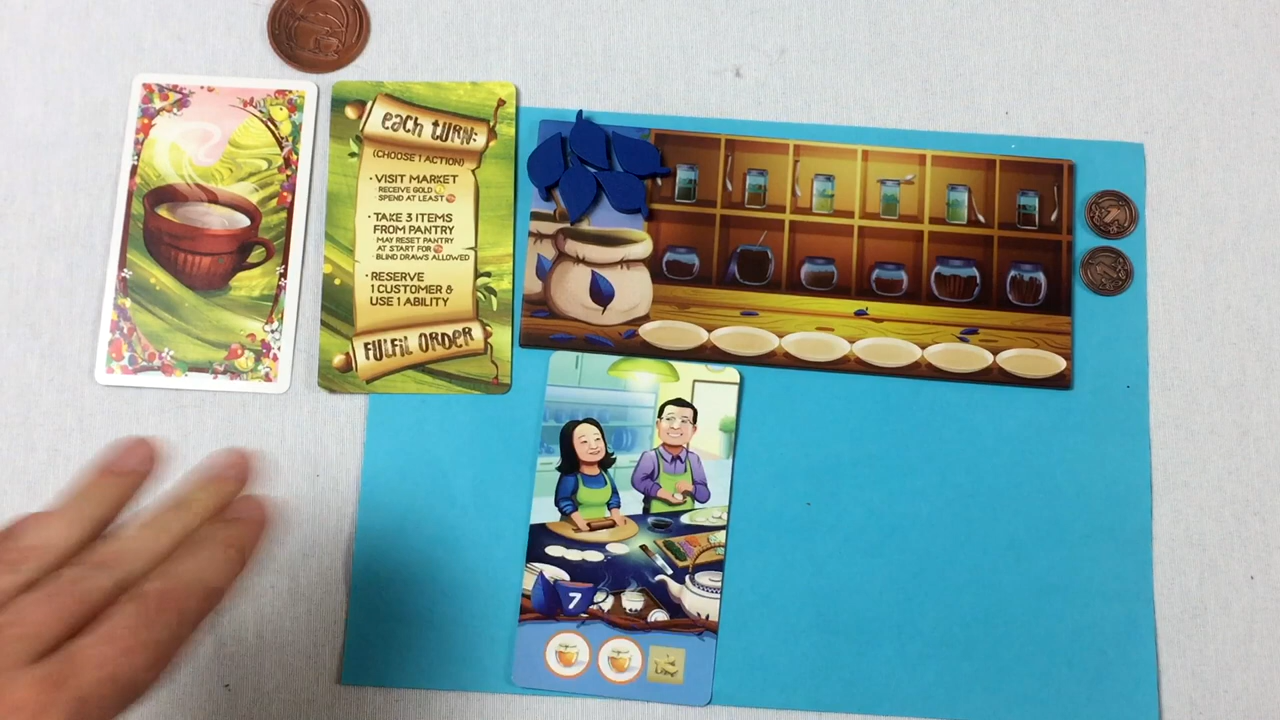 each turn:
(CHOOSE 1 ACTION)
• VISIT MARKET
• RECEIVE GOLD
• SPEND AT LEAST
• TAKE 3 ITEMS
FROM PANTRY
MAY RESET PANTRY
AT START FOR
• BLIND DRAWS ALLOWED
• RESERVE
1 CUSTOMER &
USE 1 ABILITY
FULFIL ORDER
7